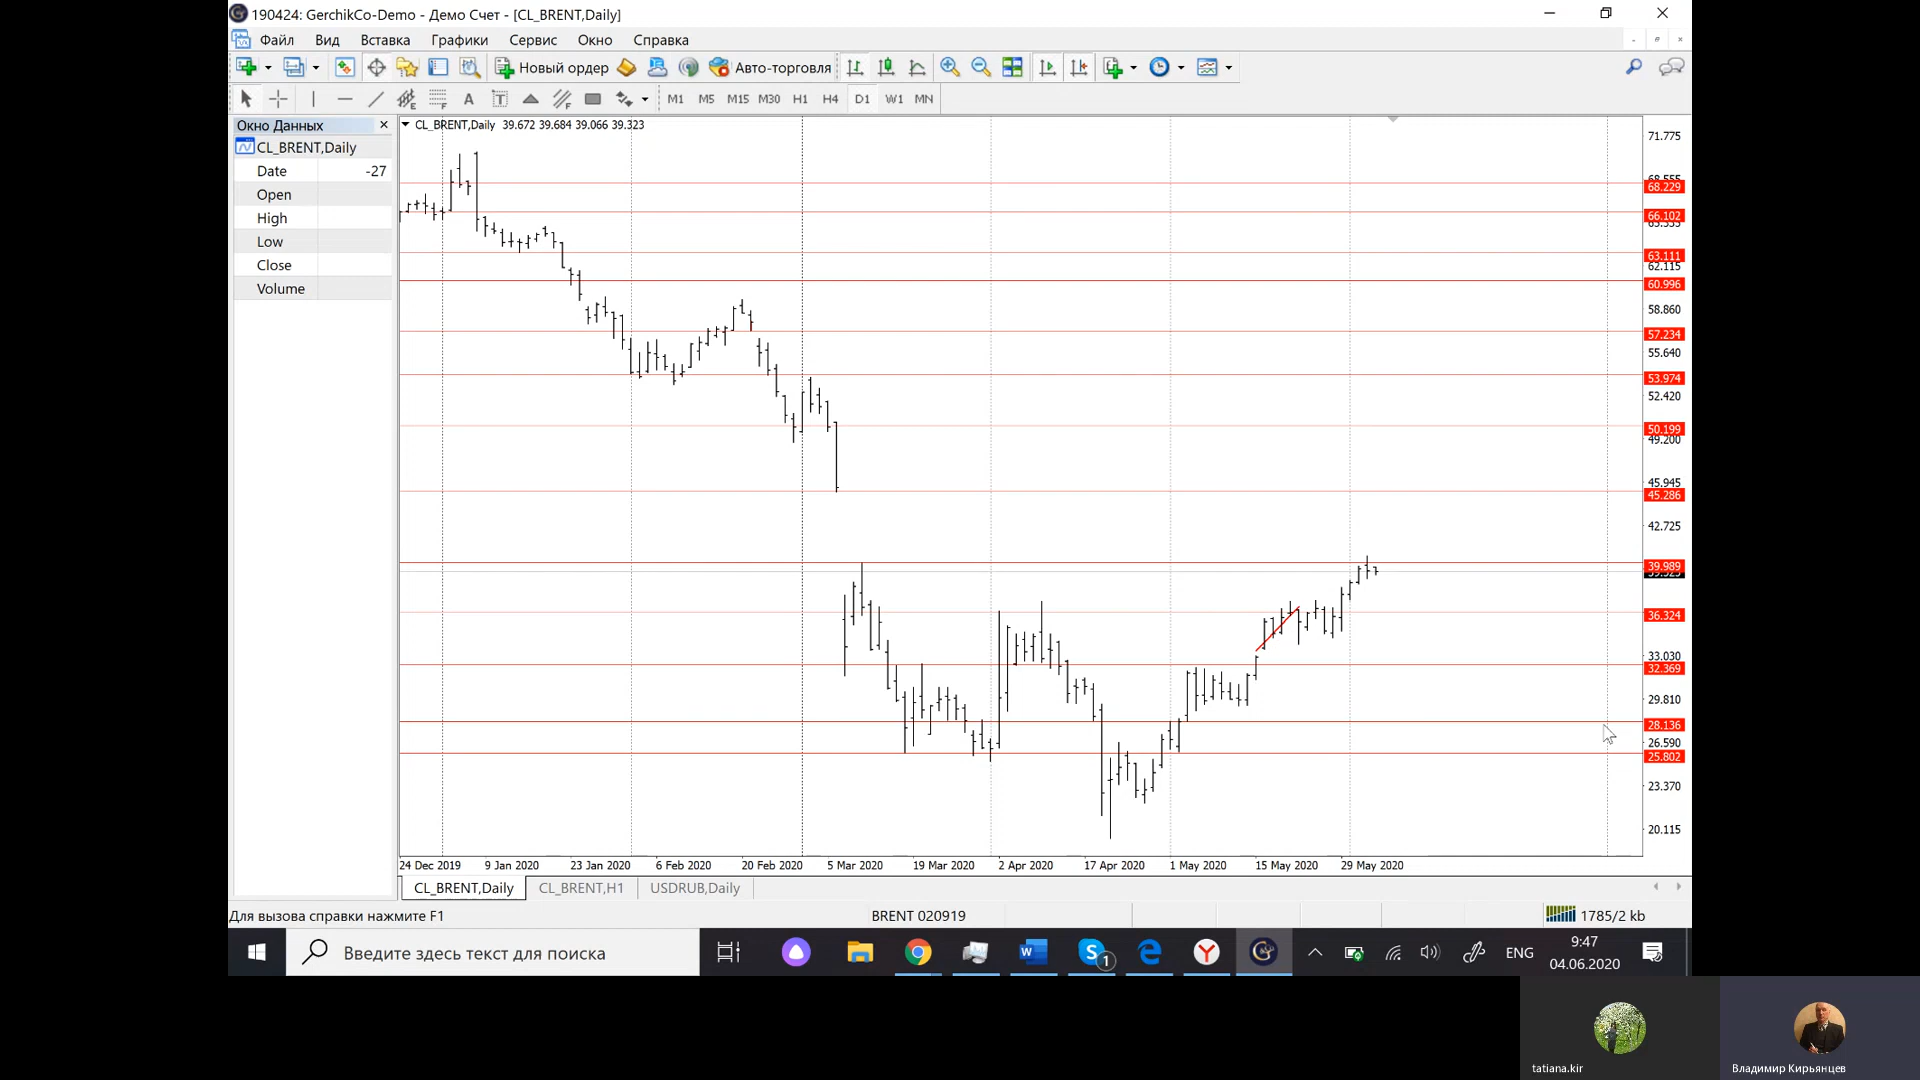 190424: GerchikCo-Demo - Демо Счет - [CL_BRENT,Daily]
Файл Вид Вставка Графики Сервис Окно Справка
Новый ордер Авто-торговля
A T M1 M5 M15 M30 H1 H4 D1 W1 MN
Окно Данных
CL_BRENT,Daily
Date -27
Open
High
Low
Close
Volume
CL_BRENT,Daily 39.672 39.684 39.066 39.323
71.775
68.229
66.102
63.111
62.115
60.996
58.860
57.234
55.640
53.974
52.420
50.199
49.200
45.945
45.286
42.725
39.989
36.324
33.030
32.369
29.810
28.136
26.590
25.802
23.370
20.115
24 Dec 2019 9 Jan 2020 23 Jan 2020 6 Feb 2020 20 Feb 2020 5 Mar 2020 19 Mar 2020 2 Apr 2020 17 Apr 2020 1 May 2020 15 May 2020 29 May 2020
CL_BRENT,Daily CL_BRENT,H1 USDRUB,Daily
Для вызова справки нажмите F1 BRENT 020919 1785/2 kb
Введите здесь текст для поиска
1
ENG
9:47
04.06.2020
tatiana.kir
Владимир Кирьянцев